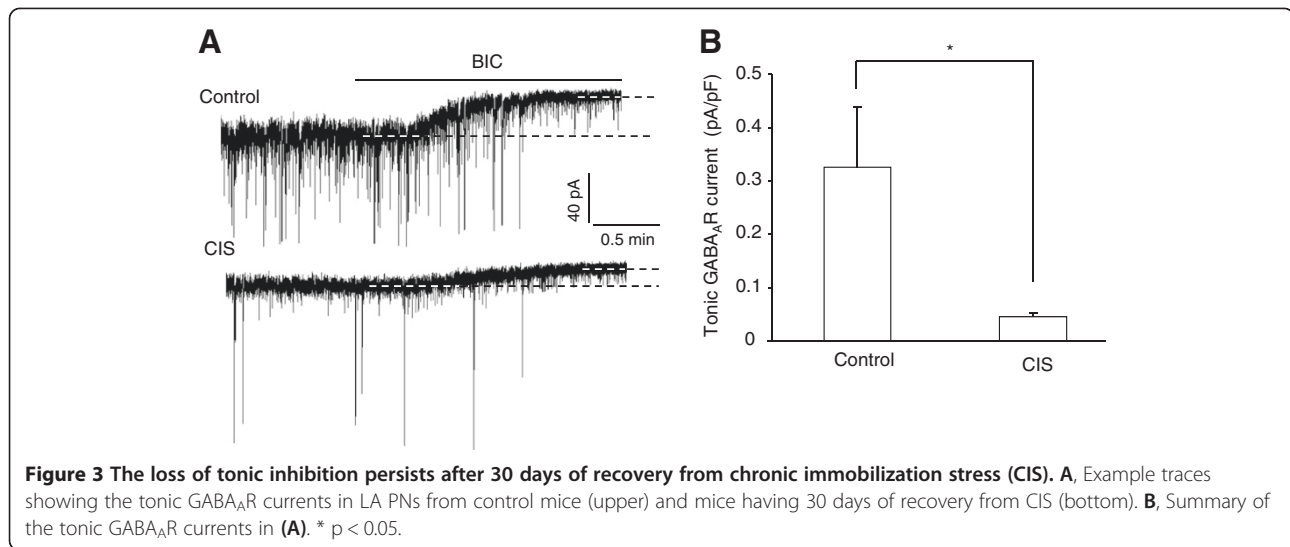 A
BIC
Control
40 pA
0.5 min
CIS
B
*
Tonic GABA_AR current (pA/pF)
0.5
0.4
0.3
0.2
0.1
0
Control
CIS
Figure 3 The loss of tonic inhibition persists after 30 days of recovery from chronic immobilization stress (CIS). A, Example traces
showing the tonic GABA_AR currents in LA PNs from control mice (upper) and mice having 30 days of recovery from CIS (bottom). B, Summary of
the tonic GABA_AR currents in (A). * p < 0.05.